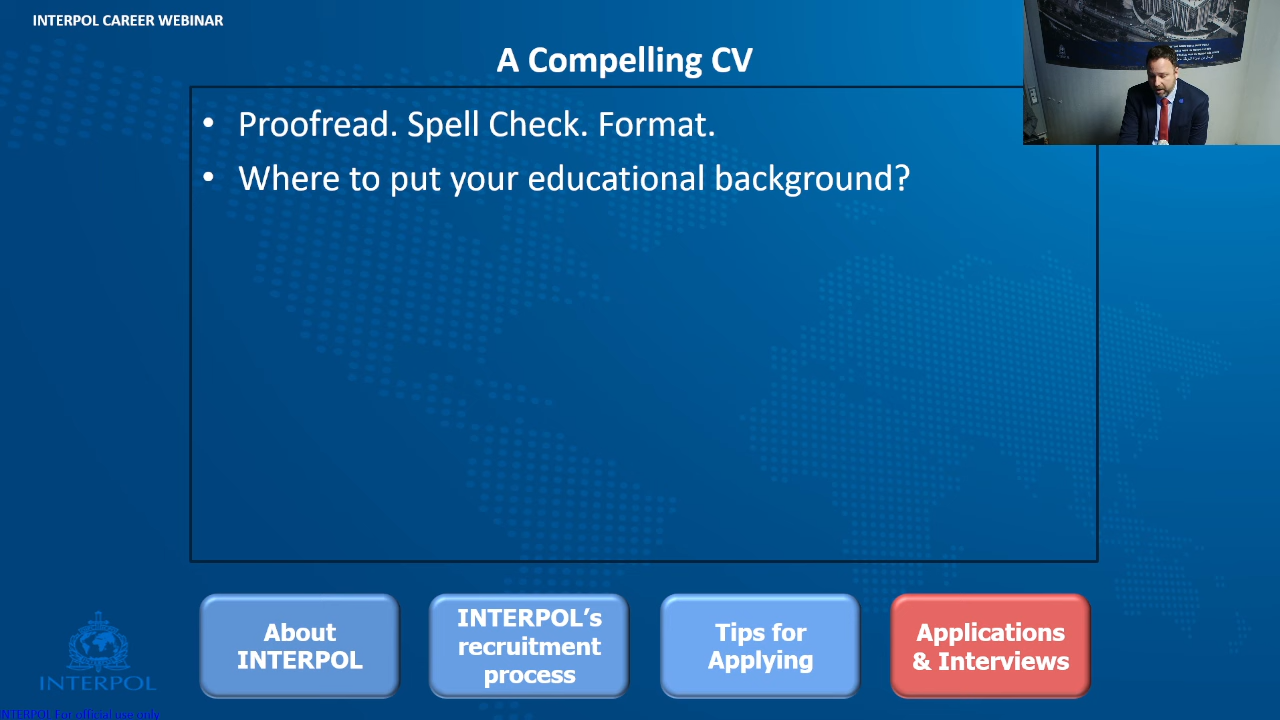 INTERPOL CAREER WEBINAR
A Compelling CV
• Proofread. Spell Check. Format.
• Where to put your educational background?
About
INTERPOL
INTERPOL's
recruitment
process
Tips for
Applying
Applications
& Interviews
INTERPOL
INTERPOL For official use only